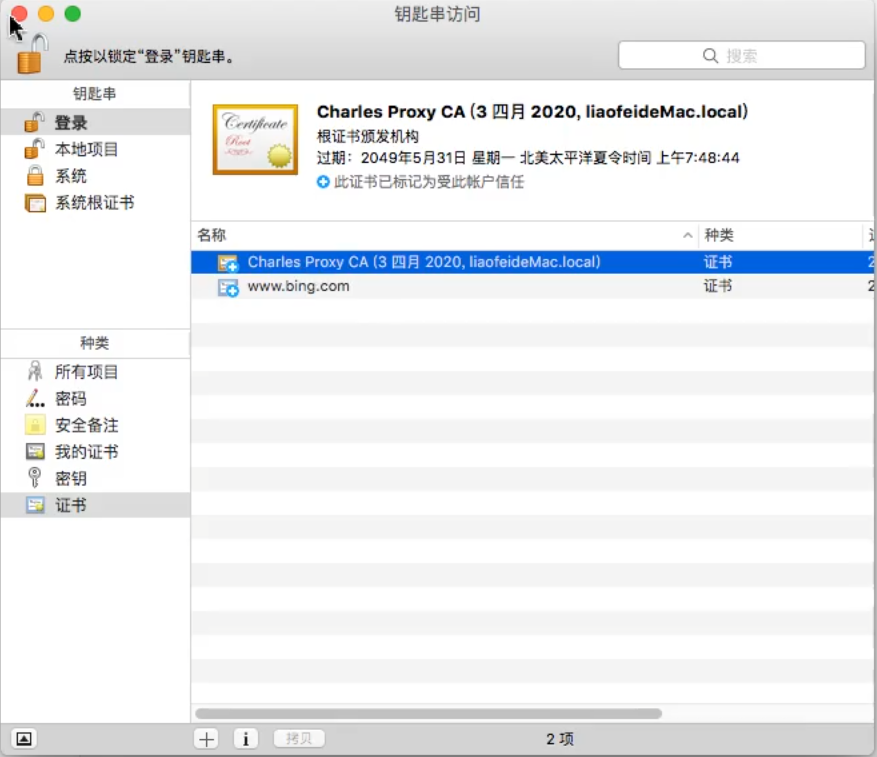 钥匙串访问
点按以锁定“登录”钥匙串。
搜索
钥匙串
登录
本地项目
系统
系统根证书
Certificate
Root
Charles Proxy CA (3 四月 2020, liaofeideMac.local)
根证书颁发机构
过期：2049年5月31日 星期一 北美太平洋夏令时间 上午7:48:44
此证书已标记为受此帐户信任
名称 种类
Charles Proxy CA (3 四月 2020, liaofeideMac.local) 证书 2
www.bing.com 证书 2
种类
所有项目
密码
安全备注
我的证书
密钥
证书
拷贝
2 项